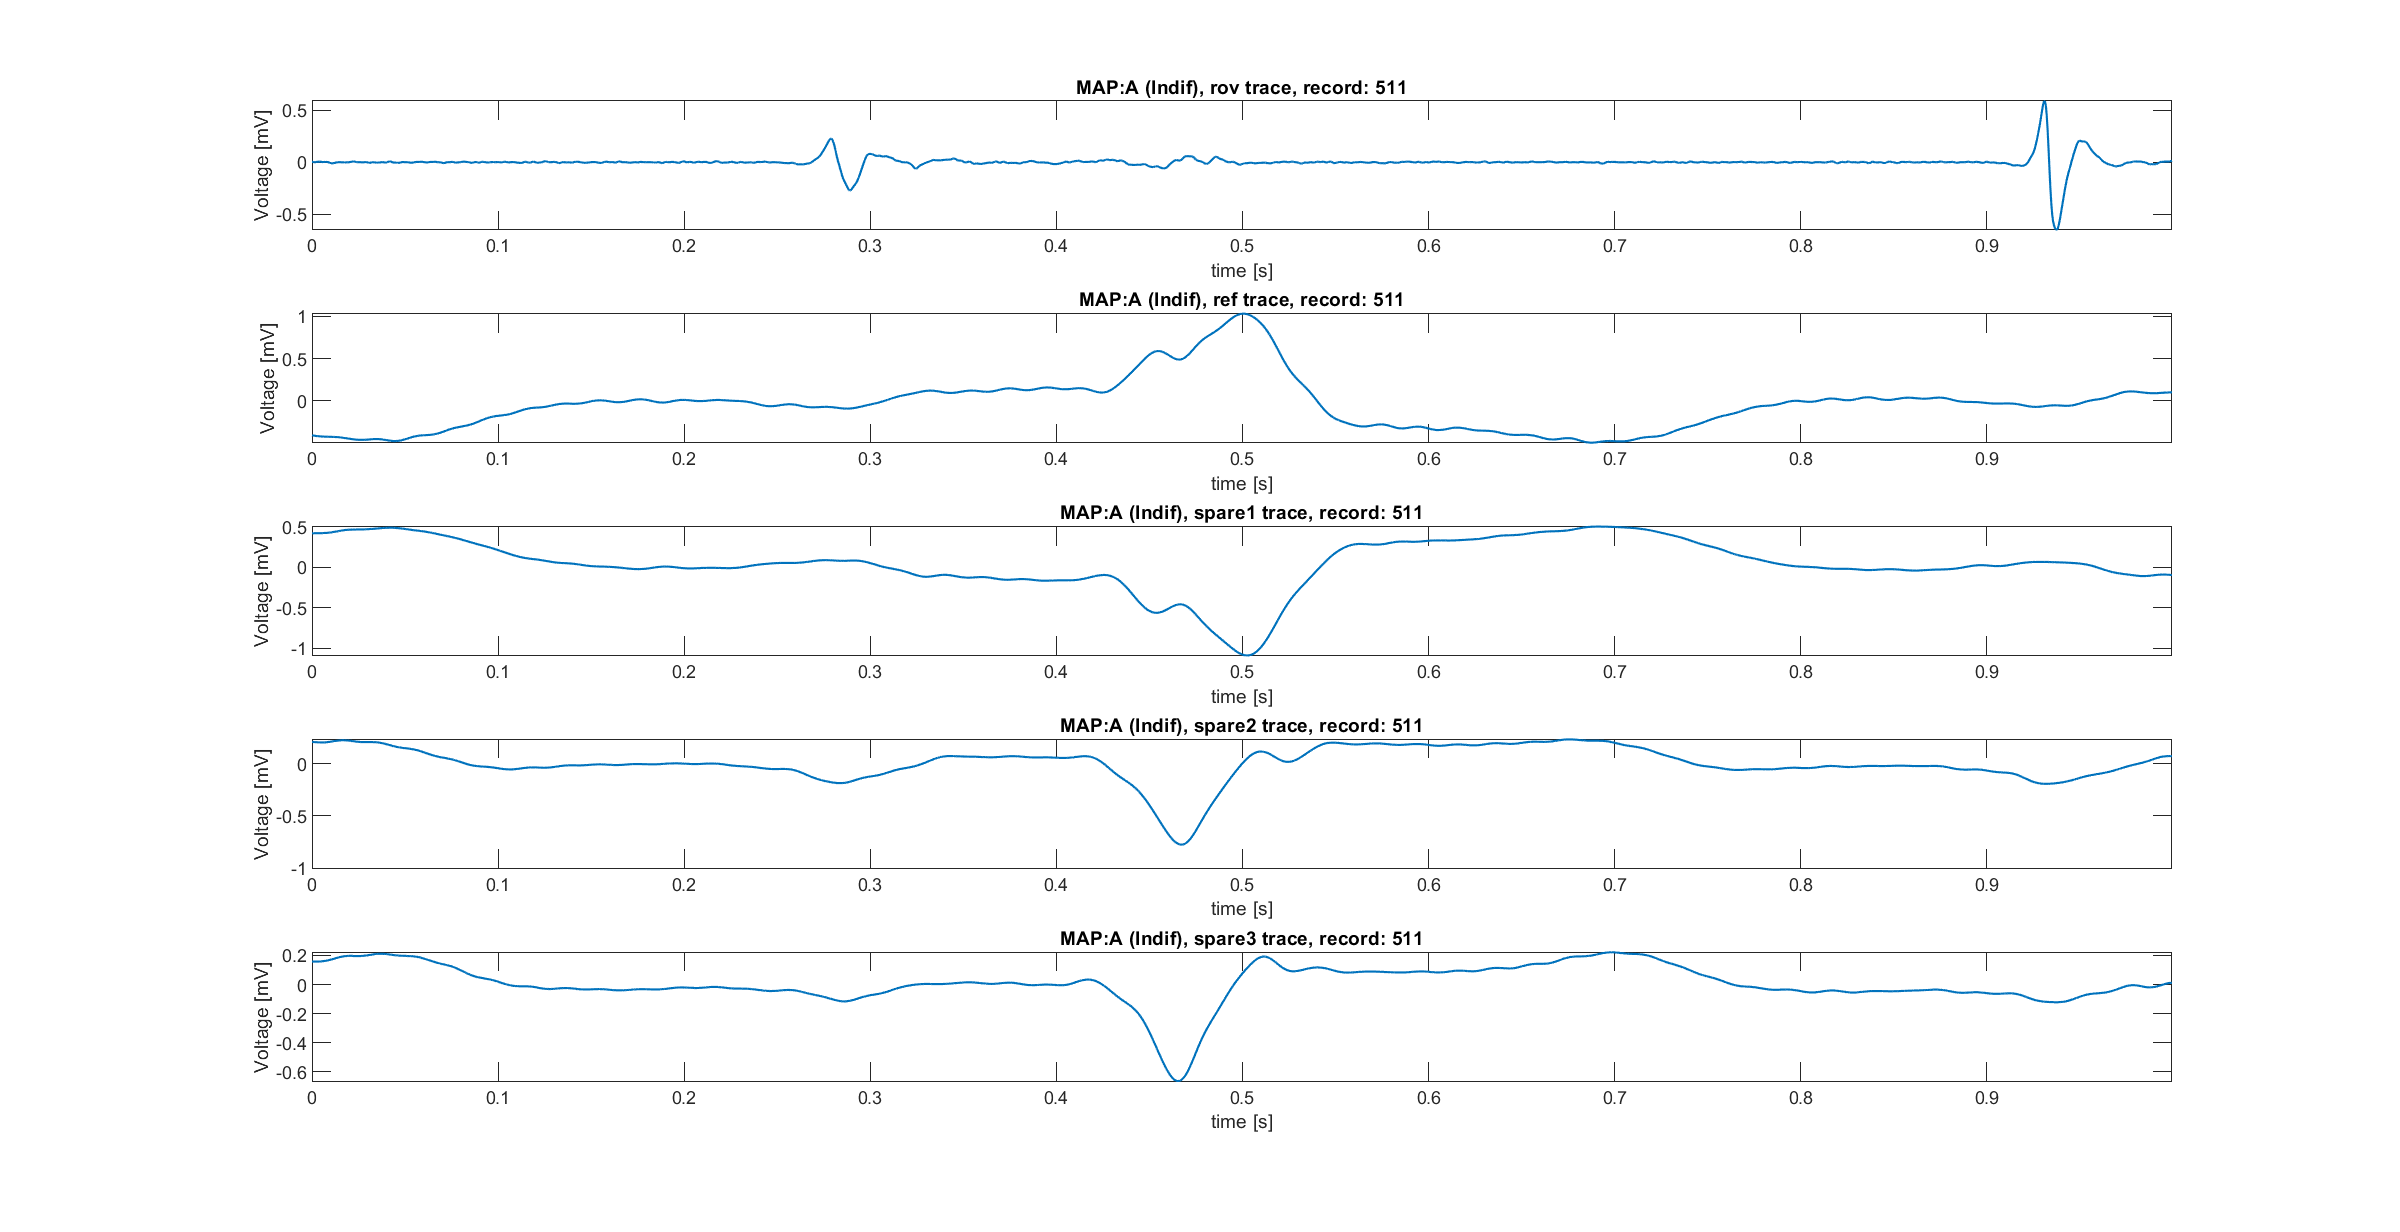 MAP:A (Indif), rov trace, record: 511
Voltage [mV]
0.5
0
-0.5
0 0.1 0.2 0.3 0.4 0.5 0.6 0.7 0.8 0.9
time [s]
MAP:A (Indif), ref trace, record: 511
Voltage [mV]
1
0.5
0
0 0.1 0.2 0.3 0.4 0.5 0.6 0.7 0.8 0.9
time [s]
MAP:A (Indif), spare1 trace, record: 511
Voltage [mV]
0.5
0
-0.5
-1
0 0.1 0.2 0.3 0.4 0.5 0.6 0.7 0.8 0.9
time [s]
MAP:A (Indif), spare2 trace, record: 511
Voltage [mV]
0
-0.5
-1
0 0.1 0.2 0.3 0.4 0.5 0.6 0.7 0.8 0.9
time [s]
MAP:A (Indif), spare3 trace, record: 511
Voltage [mV]
0.2
0
-0.2
-0.4
-0.6
0 0.1 0.2 0.3 0.4 0.5 0.6 0.7 0.8 0.9
time [s]